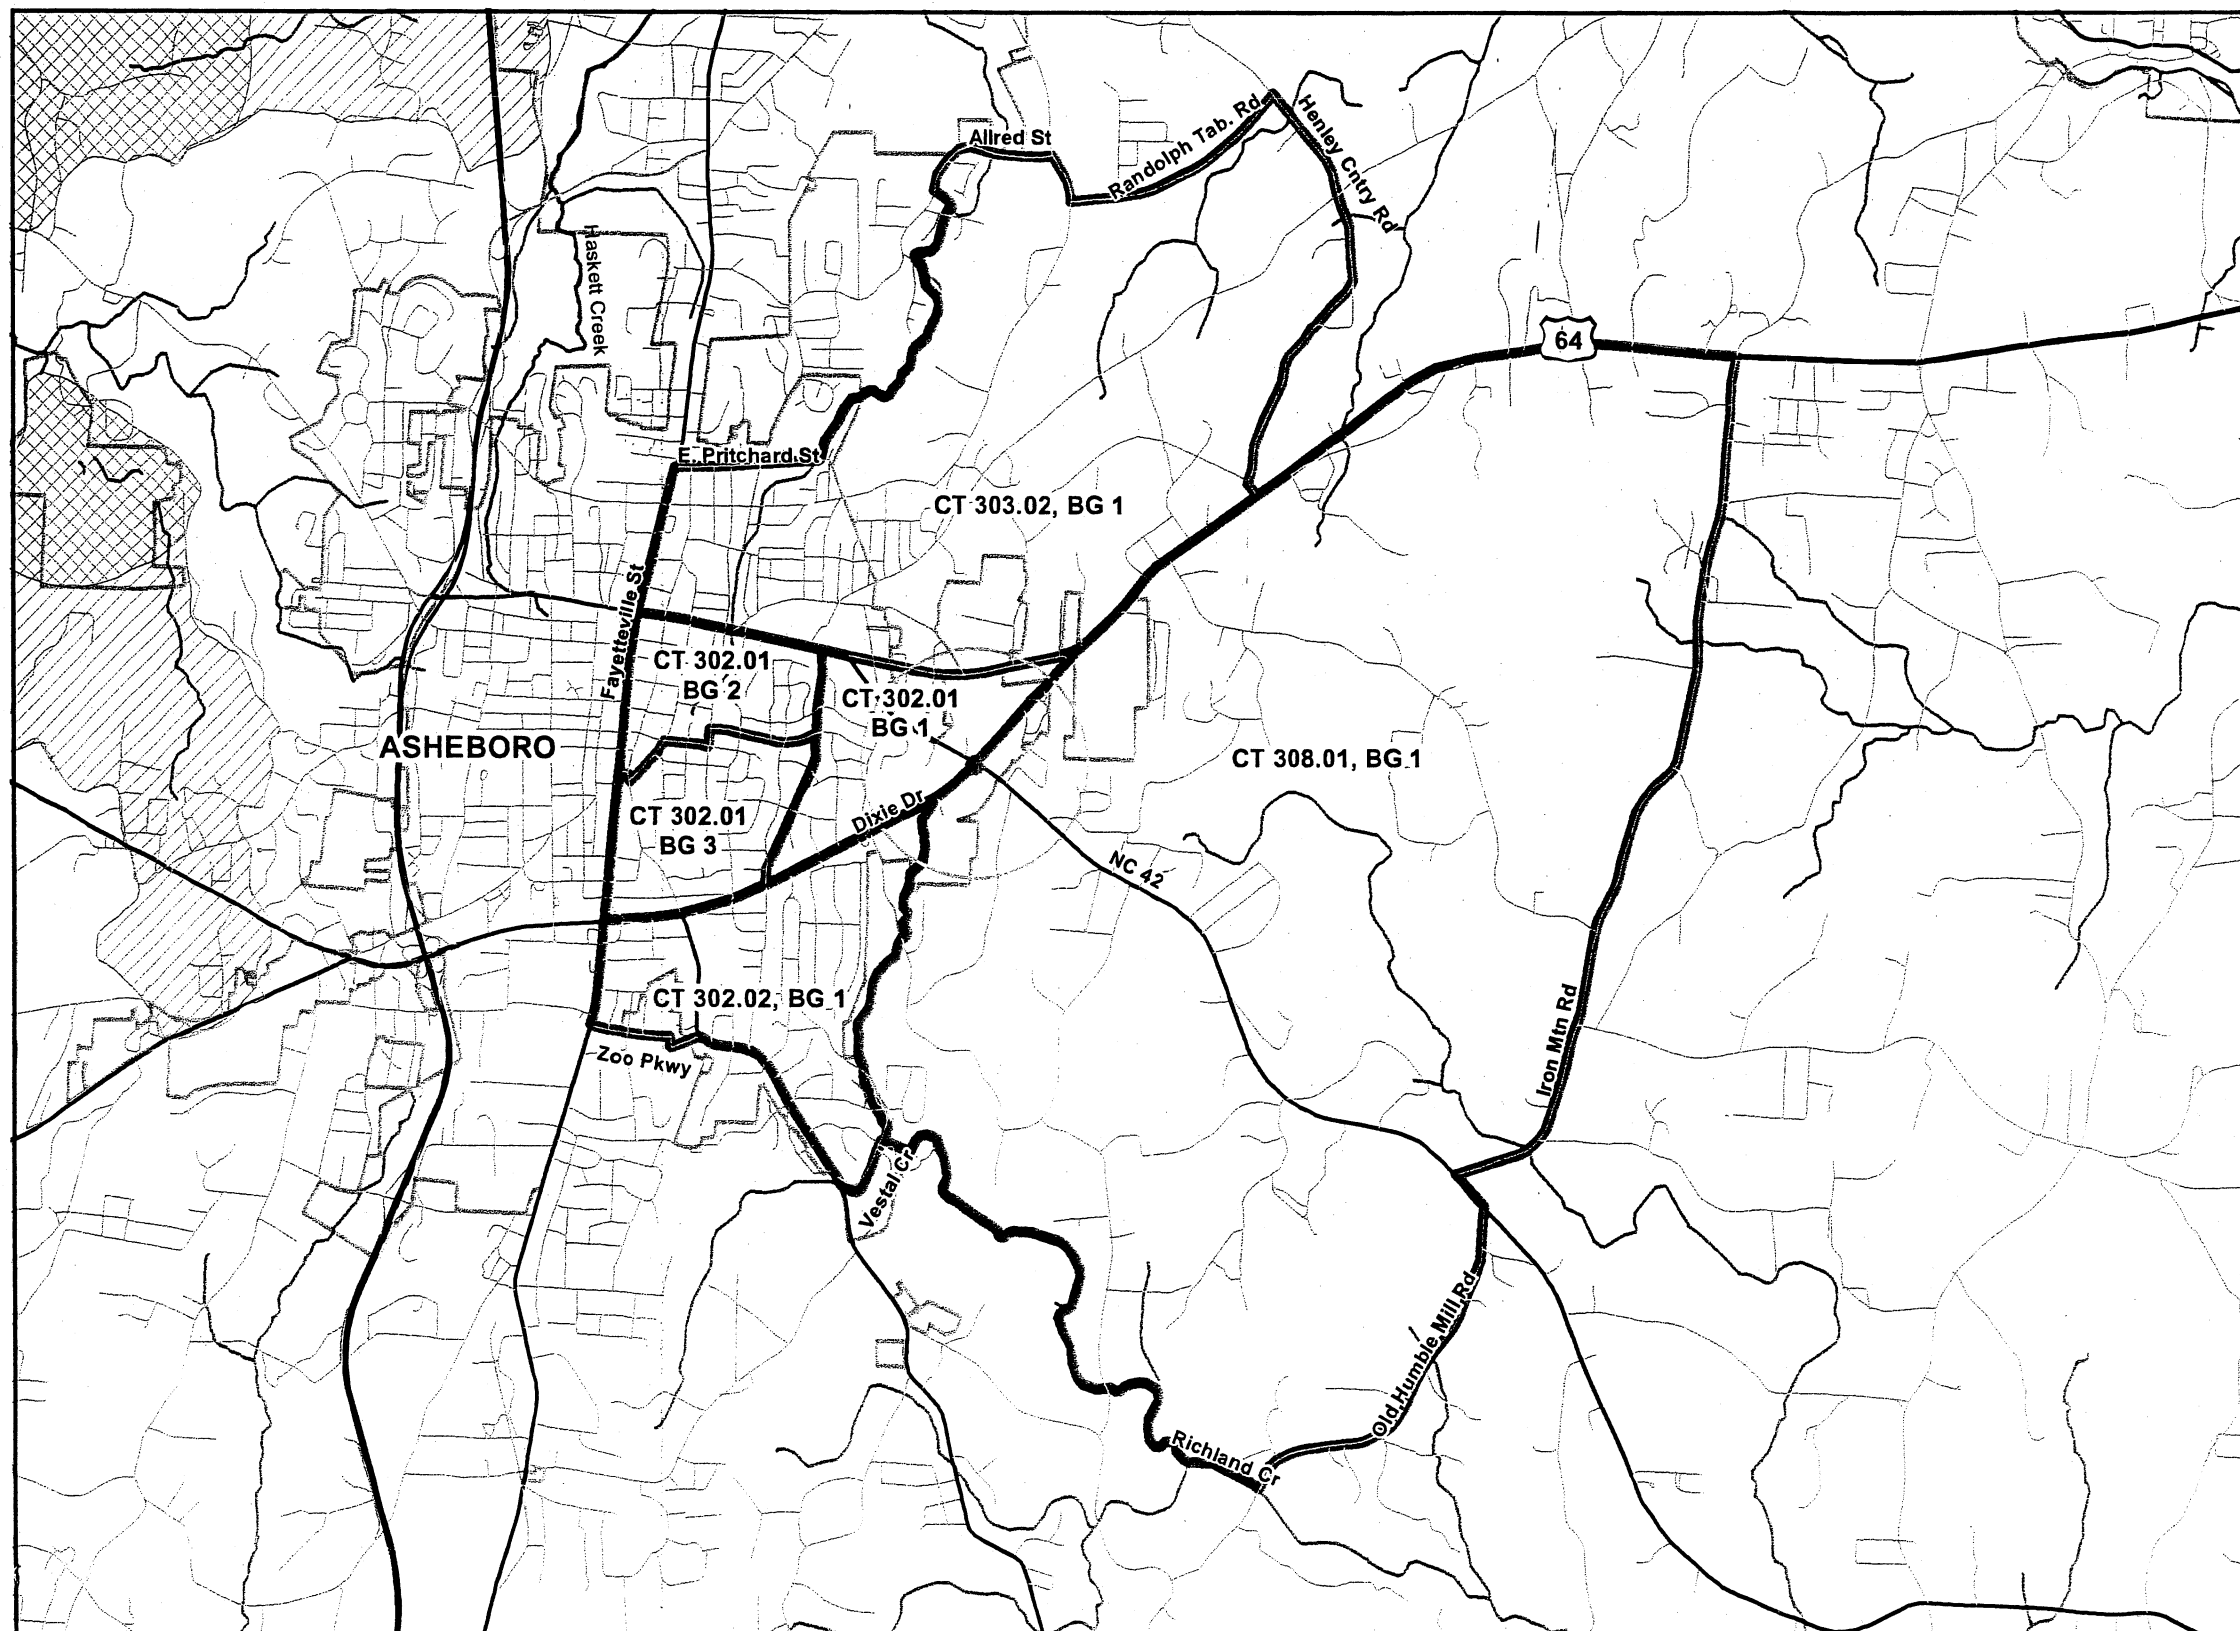 Allred St
Randolph Tab. Rd
Henley Cntry Rd
Haskett Creek
64
E. Pritchard St
CT 303.02, BG 1
Fayetteville St
CT 302.01
BG 2
CT 302.01
BG 1
ASHEBORO
CT 308.01, BG 1
CT 302.01
BG 3
Dixie Dr
NC 42
CT 302.02, BG 1
Zoo Pkwy
Iron Mtn Rd
Vestal Cr
Old Humble Mill Rd
Richland Cr